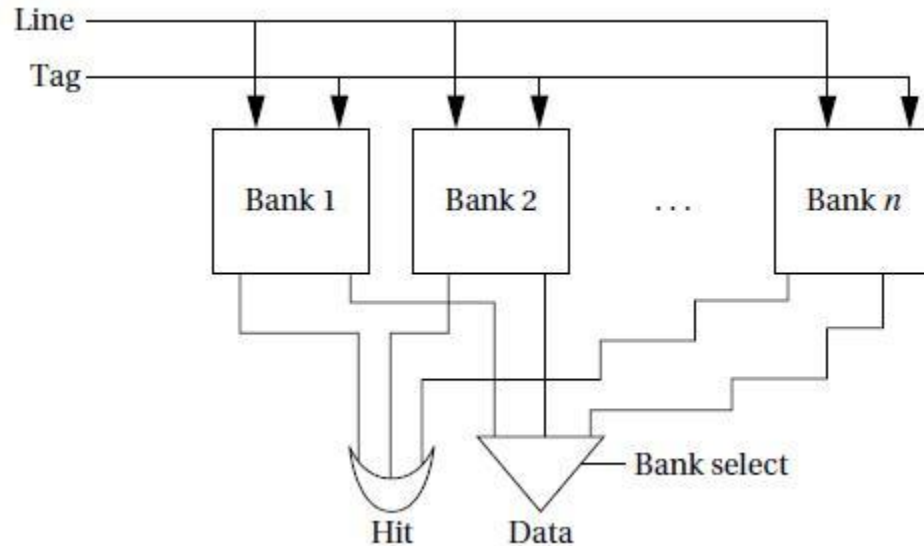 Line
Tag
Bank 1 Bank 2 ... Bank n
Bank select
Hit Data